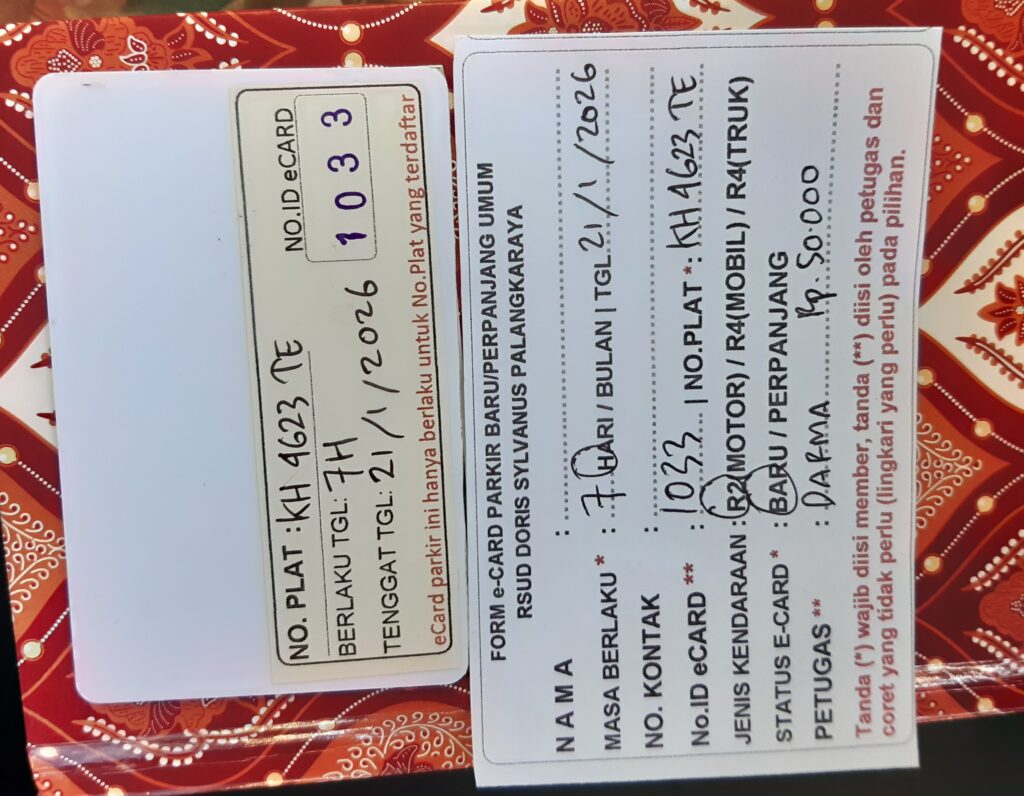 NO. PLAT : KH 4623 TE
NO.ID eCARD
BERLAKU TGL: 7H
1 0 3 3
TENGGAT TGL: 21/1/2026
eCard parkir ini hanya berlaku untuk No.Plat yang terdaftar
FORM e-CARD PARKIR BARU/PERPANJANG UMUM
RSUD DORIS SYLVANUS PALANGKARAYA
N A M A :
MASA BERLAKU * : 7 HARI / BULAN | TGL 21/1/2026
NO. KONTAK :
No.ID eCARD ** : 1033 | NO.PLAT *: KH 4623 TE
JENIS KENDARAAN : R2(MOTOR) / R4(MOBIL) / R4(TRUK)
STATUS E-CARD * : BARU / PERPANJANG
PETUGAS ** : DARMA Rp. 50.000
Tanda (*) wajib diisi member, tanda (**) diisi oleh petugas dan
coret yang tidak perlu (lingkari yang perlu) pada pilihan.